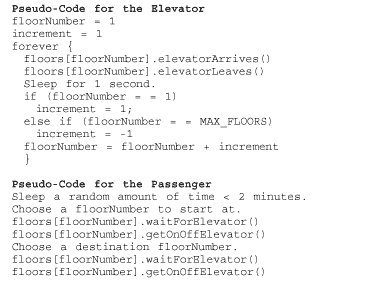 Pseudo-Code for the Elevator
floorNumber = 1
increment = 1
forever {
floors[floorNumber].elevatorArrives()
floors[floorNumber].elevatorLeaves()
Sleep for 1 second.
if (floorNumber = = 1)
increment = 1;
else if (floorNumber = = MAX_FLOORS)
increment = -1
floorNumber = floorNumber + increment
}
Pseudo-Code for the Passenger
Sleep a random amount of time < 2 minutes.
Choose a floorNumber to start at.
floors[floorNumber].waitForElevator()
floors[floorNumber].getOnOffElevator()
Choose a destination floorNumber.
floors[floorNumber].waitForElevator()
floors[floorNumber].getOnOffElevator()